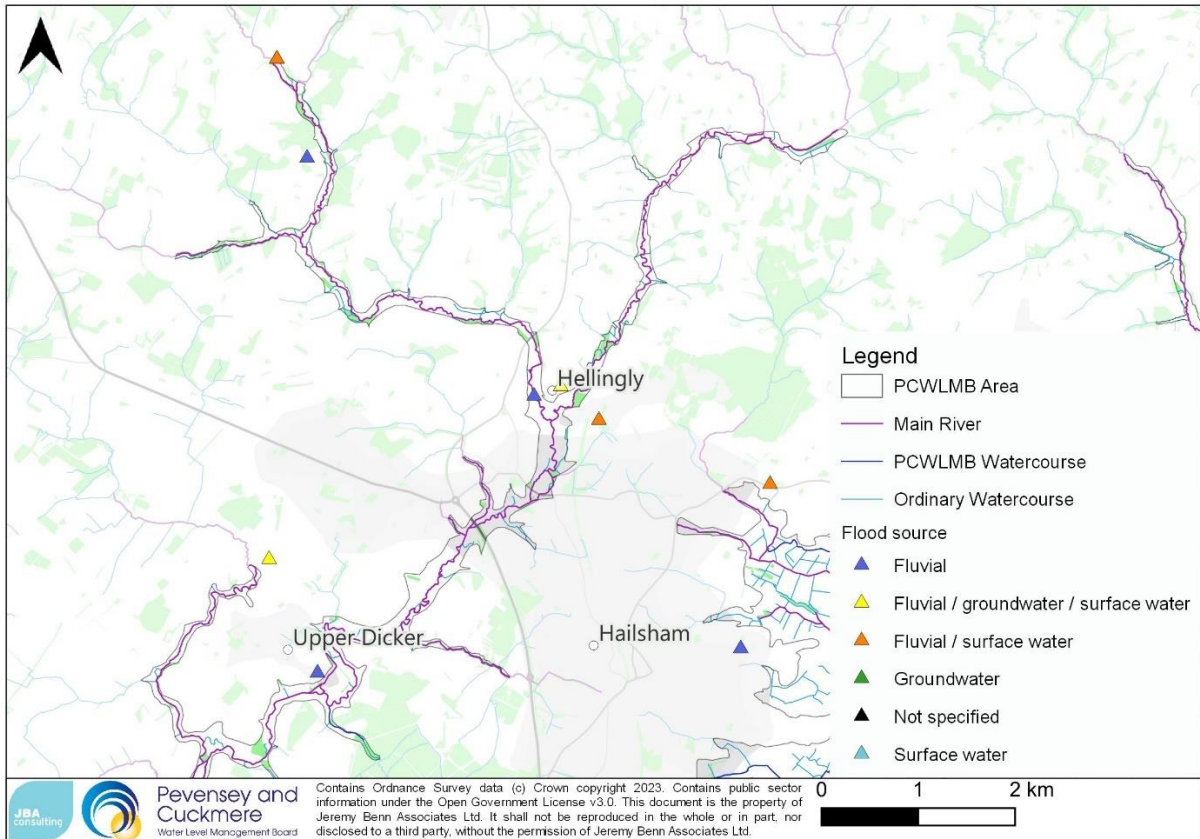 Hellingly
Upper Dicker
Hailsham
Legend
PCWLMB Area
Main River
PCWLMB Watercourse
Ordinary Watercourse
Flood source
Fluvial
Fluvial / groundwater / surface water
Fluvial / surface water
Groundwater
Not specified
Surface water
JBA
consulting
Pevensey and
Cuckmere
Water Level Management Board
Contains Ordnance Survey data (c) Crown copyright 2023. Contains public sector
information under the Open Government License v3.0. This document is the property of
Jeremy Benn Associates Ltd. It shall not be reproduced in the whole or in part, nor
disclosed to a third party, without the permission of Jeremy Benn Associates Ltd.
0 1 2 km